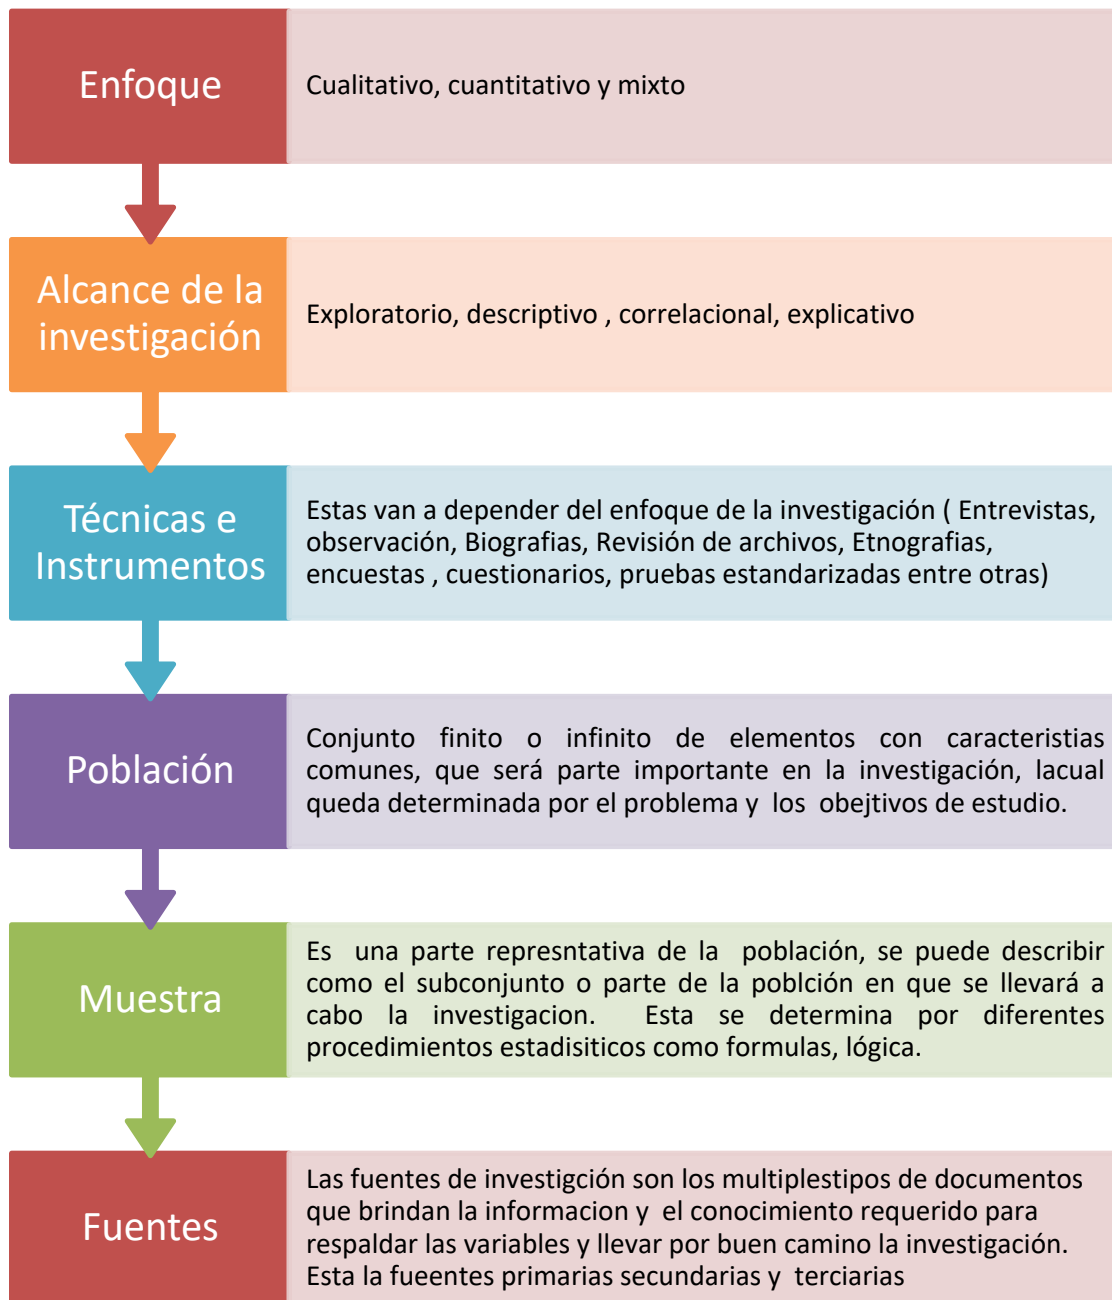 Enfoque
Cualitativo, cuantitativo y mixto
Alcance de la
investigación
Exploratorio, descriptivo , correlacional, explicativo
Técnicas e
Instrumentos
Estas van a depender del enfoque de la investigación ( Entrevistas,
observación, Biografias, Revisión de archivos, Etnografias,
encuestas , cuestionarios, pruebas estandarizadas entre otras)
Población
Conjunto finito o infinito de elementos con caracteristias
comunes, que será parte importante en la investigación, lacual
queda determinada por el problema y los obejtivos de estudio.
Muestra
Es una parte represntativa de la población, se puede describir
como el subconjunto o parte de la poblción en que se llevará a
cabo la investigacion. Esta se determina por diferentes
procedimientos estadisiticos como formulas, lógica.
Fuentes
Las fuentes de investigción son los multiplestipos de documentos
que brindan la informacion y el conocimiento requerido para
respaldar las variables y llevar por buen camino la investigación.
Esta la fueentes primarias secundarias y terciarias